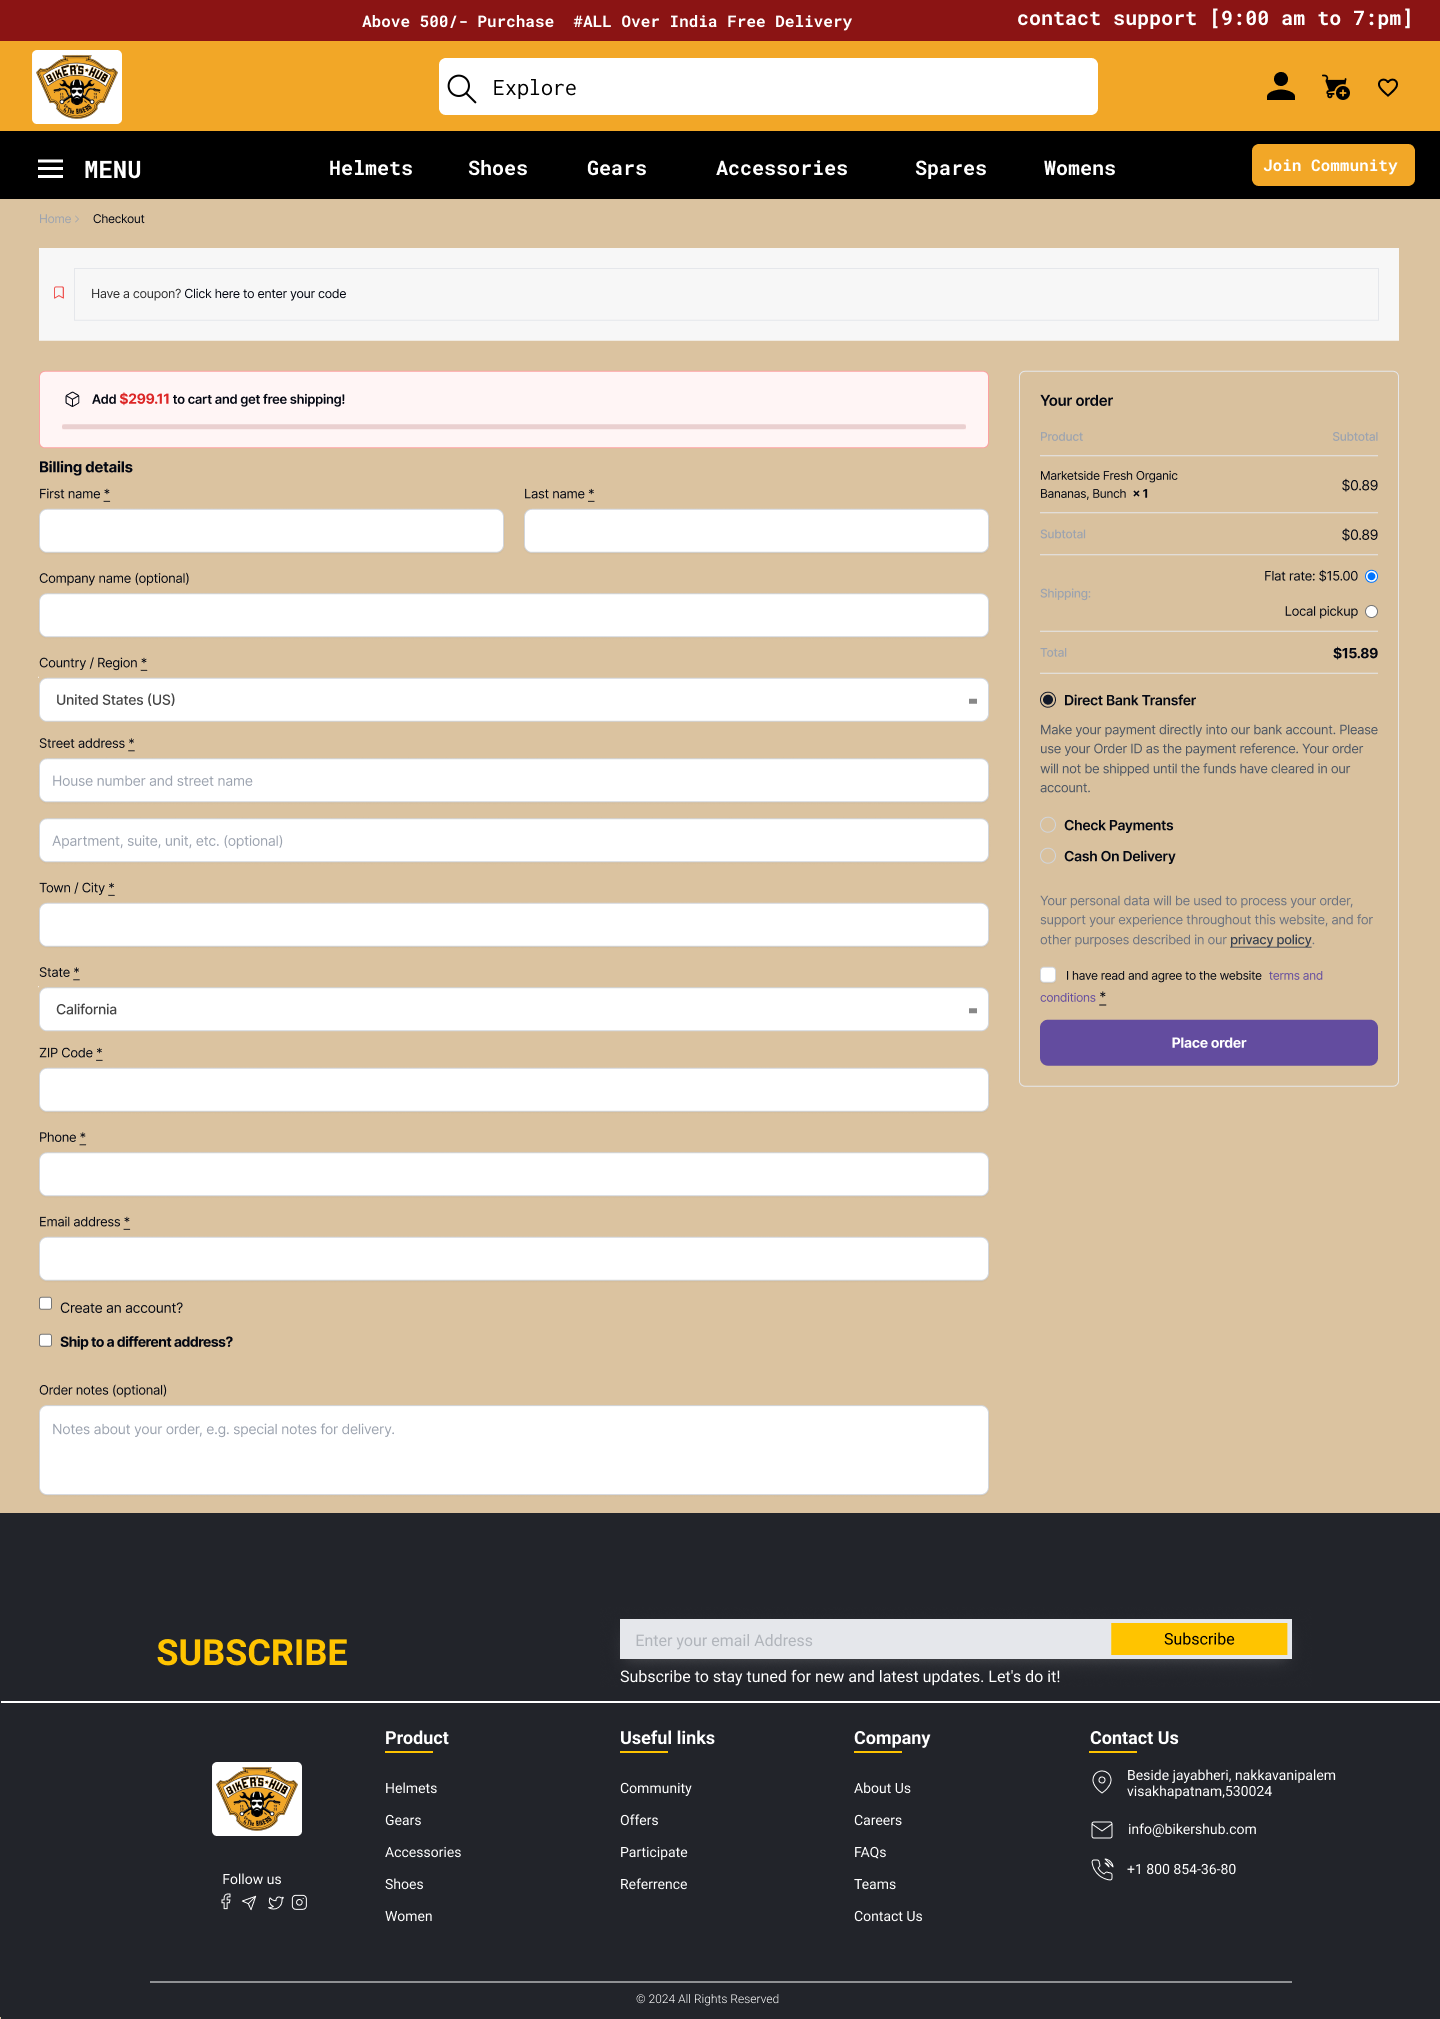 Above 500/- Purchase #ALL Over India Free Delivery
contact support [9:00 am to 7:pm]
BIKER'S-HUB
Explore
MENU
Helmets
Shoes
Gears
Accessories
Spares
Womens
Join Community
Home >
Checkout
Have a coupon? Click here to enter your code
Add $299.11 to cart and get free shipping!
Billing details
First name *
Last name *
Company name (optional)
Country / Region *
United States (US)
Street address *
House number and street name
Apartment, suite, unit, etc. (optional)
Town / City *
State *
California
ZIP Code *
Phone *
Email address *
Create an account?
Ship to a different address?
Order notes (optional)
Notes about your order, e.g. special notes for delivery.
Your order
Product
Subtotal
Marketside Fresh Organic
Bananas, Bunch × 1
$0.89
Subtotal
$0.89
Shipping:
Flat rate: $15.00
Local pickup
Total
$15.89
Direct Bank Transfer
Make your payment directly into our bank account. Please
use your Order ID as the payment reference. Your order
will not be shipped until the funds have cleared in our
account.
Check Payments
Cash On Delivery
Your personal data will be used to process your order,
support your experience throughout this website, and for
other purposes described in our privacy policy.
I have read and agree to the website terms and
conditions *
Place order
SUBSCRIBE
Enter your email Address
Subscribe
Subscribe to stay tuned for new and latest updates. Let's do it!
BIKER'S-HUB
Follow us
Product
Helmets
Gears
Accessories
Shoes
Women
Useful links
Community
Offers
Participate
Referrence
Company
About Us
Careers
FAQs
Teams
Contact Us
Contact Us
Beside jayabheri, nakkavanipalem
visakhapatnam,530024
info@bikershub.com
+1 800 854-36-80
© 2024 All Rights Reserved